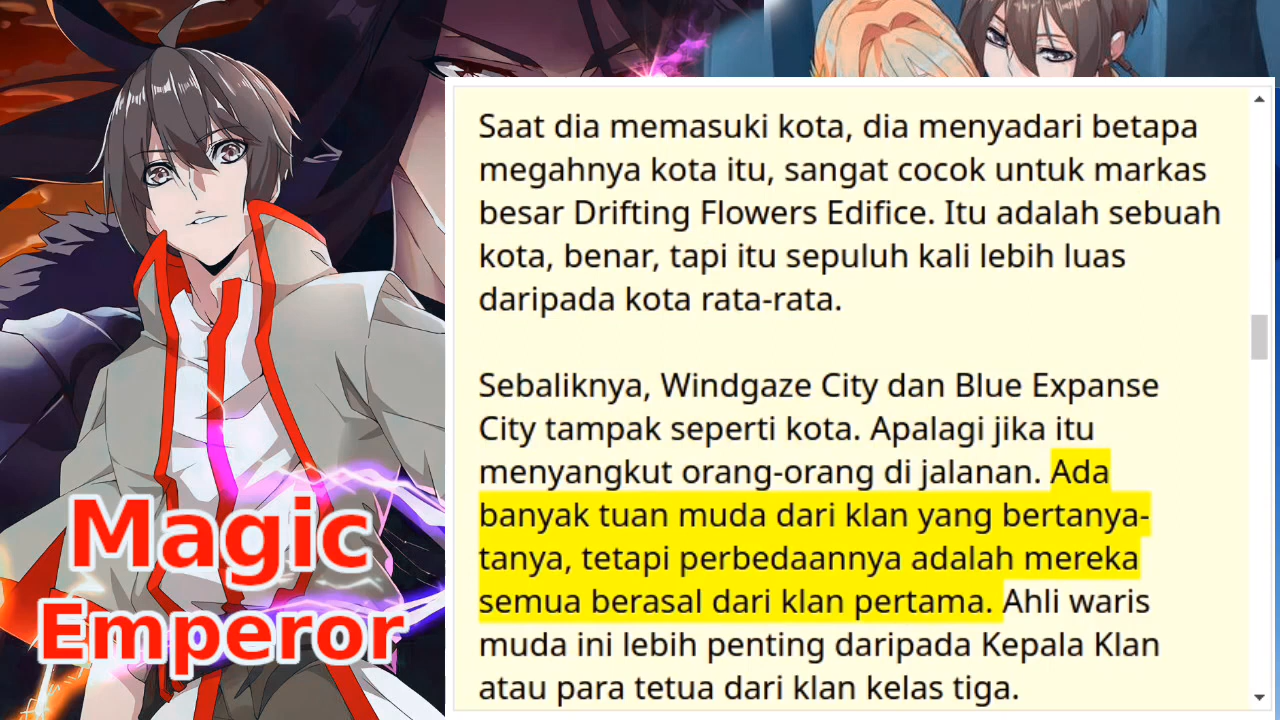 Magic
Emperor
Saat dia memasuki kota, dia menyadari betapa
megahnya kota itu, sangat cocok untuk markas
besar Drifting Flowers Edifice. Itu adalah sebuah
kota, benar, tapi itu sepuluh kali lebih luas
daripada kota rata-rata.
Sebaliknya, Windgaze City dan Blue Expanse
City tampak seperti kota. Apalagi jika itu
menyangkut orang-orang di jalanan. Ada
banyak tuan muda dari klan yang bertanya-
tanya, tetapi perbedaannya adalah mereka
semua berasal dari klan pertama. Ahli waris
muda ini lebih penting daripada Kepala Klan
atau para tetua dari klan kelas tiga.